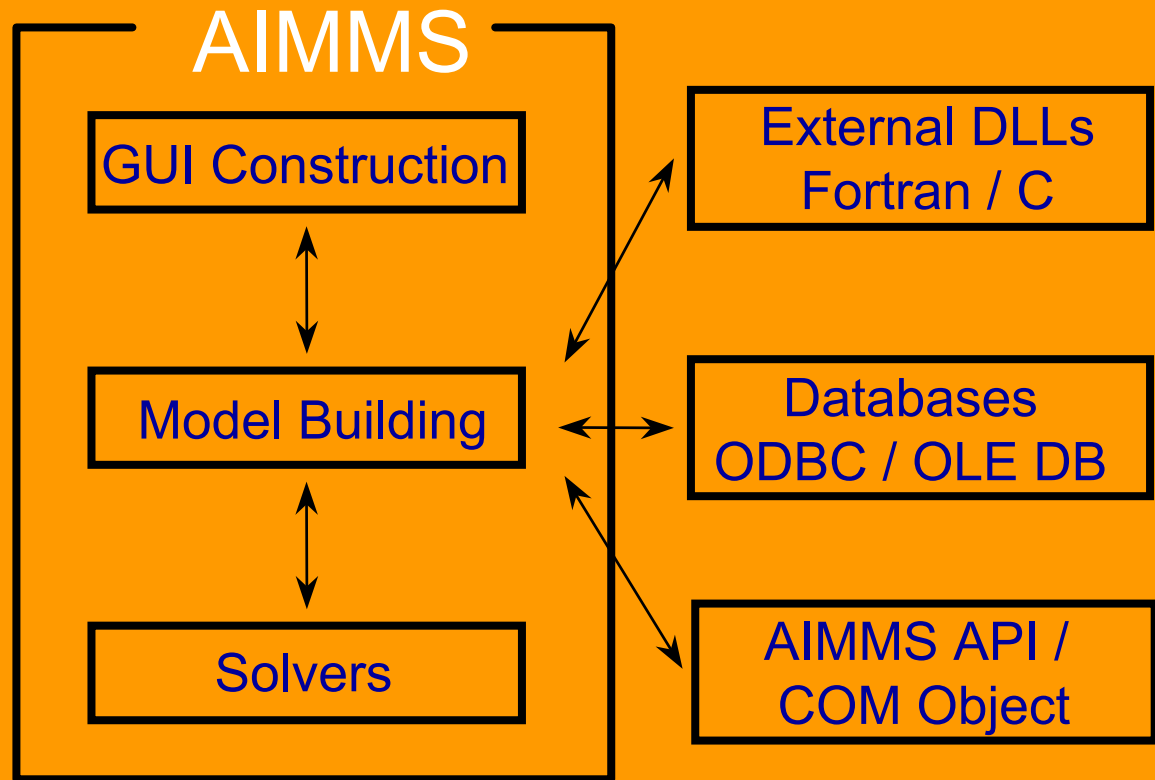 AIMMS
GUI Construction
Model Building
Solvers
External DLLs
Fortran / C
Databases
ODBC / OLE DB
AIMMS API /
COM Object